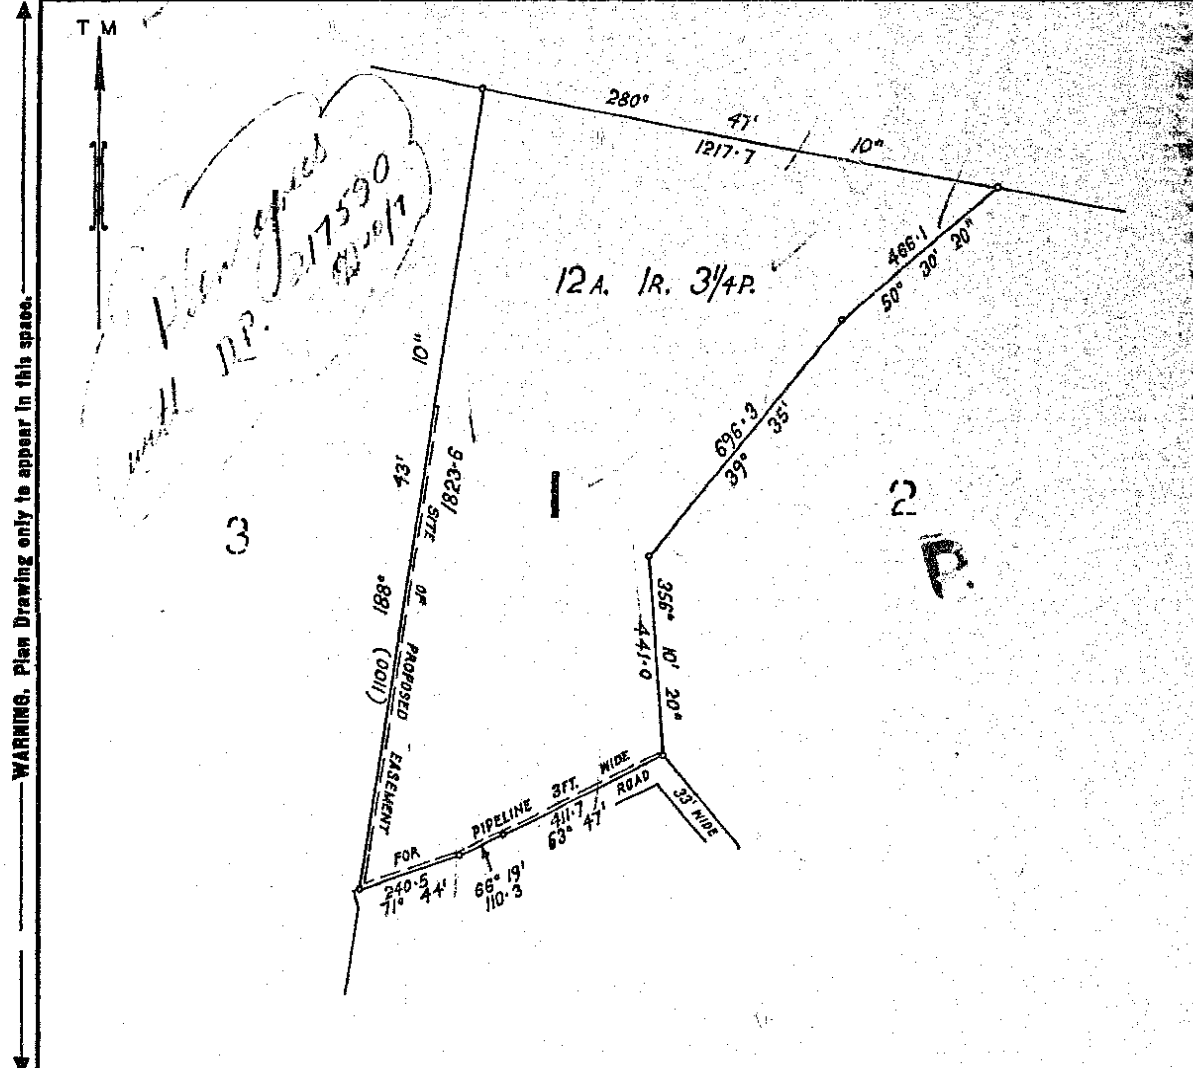 T M
WARNING. Plan Drawing only to appear in this space.
280° 47' 10"
1217·7
Plan
D.P. 217590
466·1
50° 30' 20"
12A. 1R. 3¼P.
696·3
39° 35'
188° 43' 10"
1823·6
(1100)
1
2
3
P.
356° 10' 20"
441·0
SITE OF PROPOSED EASEMENT
FOR PIPELINE 3FT. WIDE
ROAD
33' WIDE
411·7
63° 47'
66° 19'
110·3
240·5
71° 44'